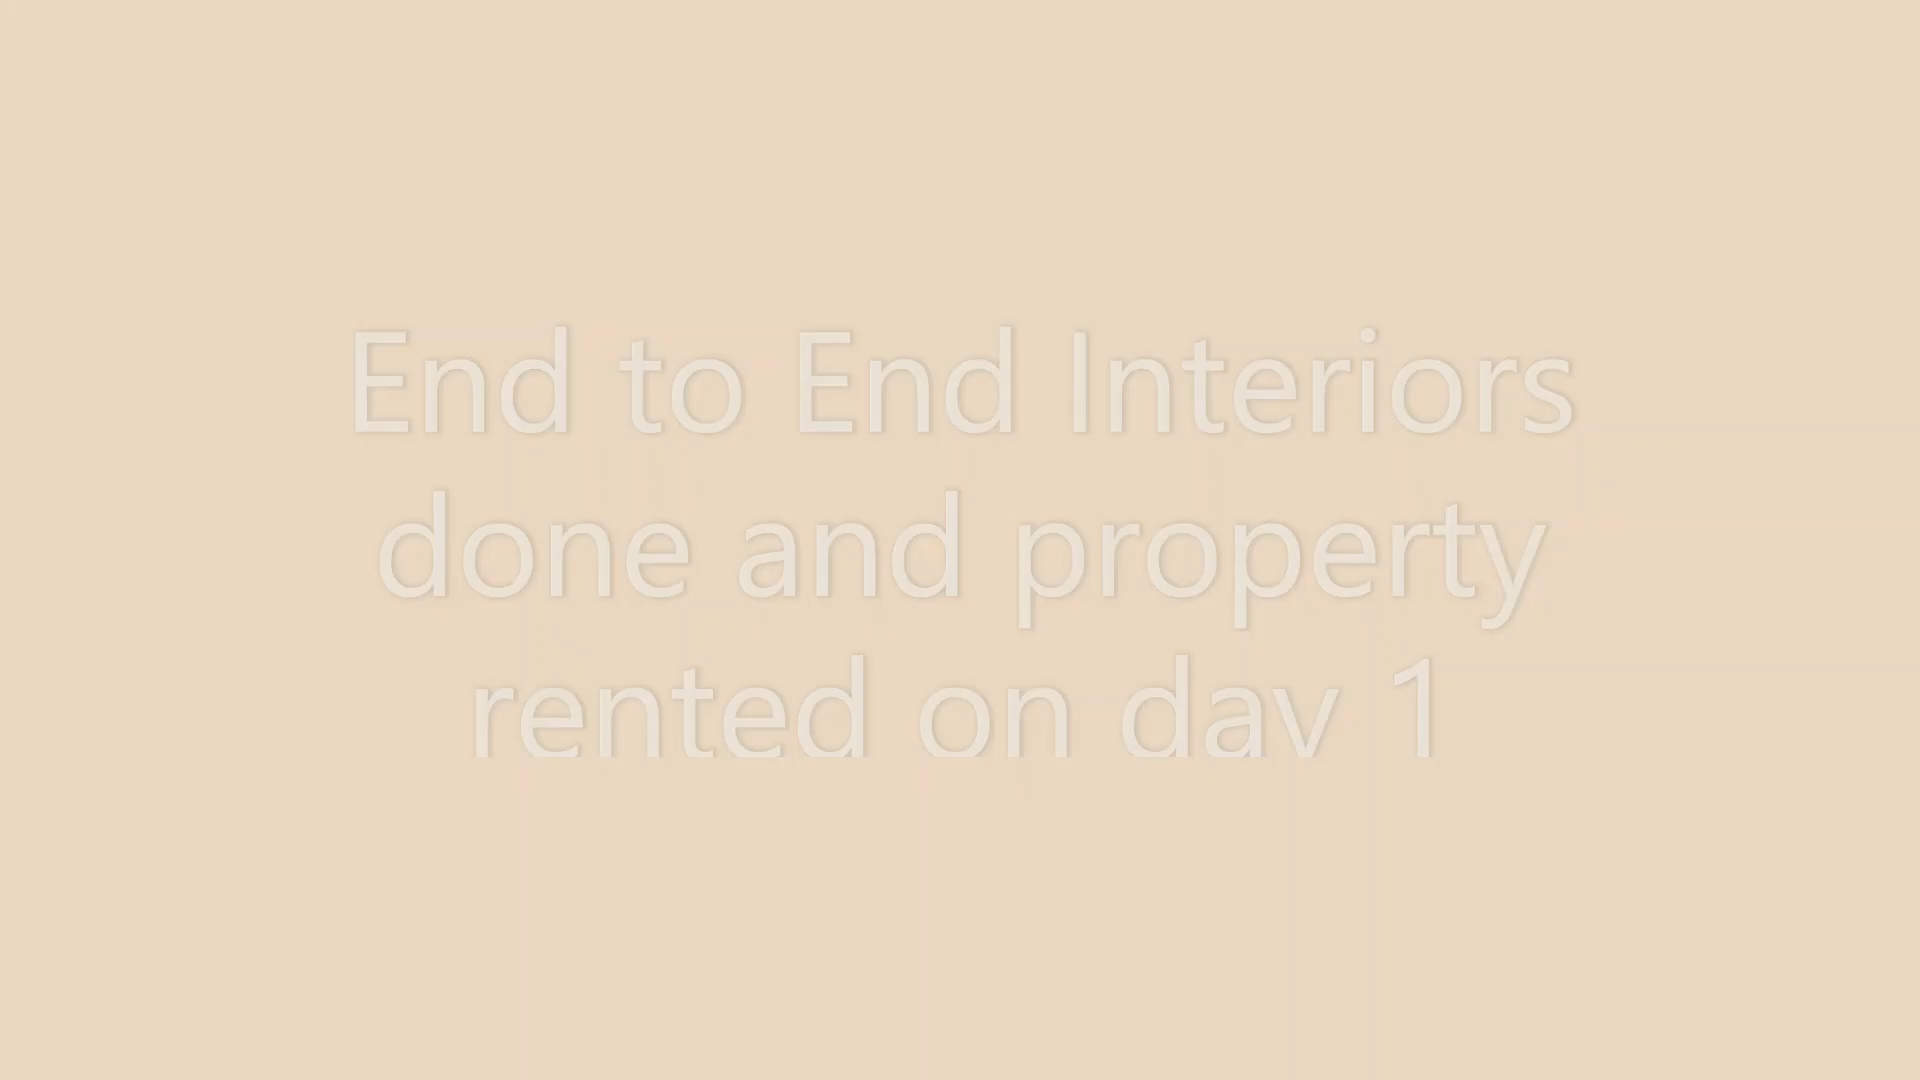 End to End Interiors
done and property
rented on day 1